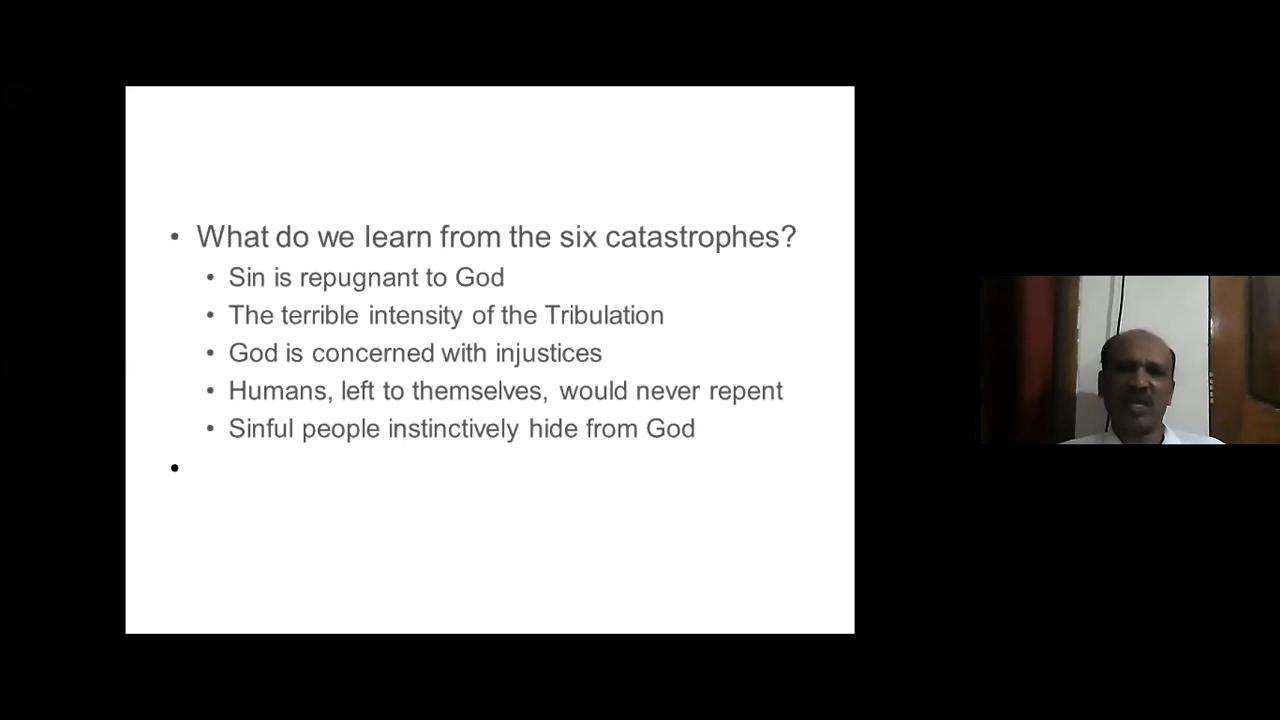 • What do we learn from the six catastrophes?
• Sin is repugnant to God
• The terrible intensity of the Tribulation
• God is concerned with injustices
• Humans, left to themselves, would never repent
• Sinful people instinctively hide from God
•